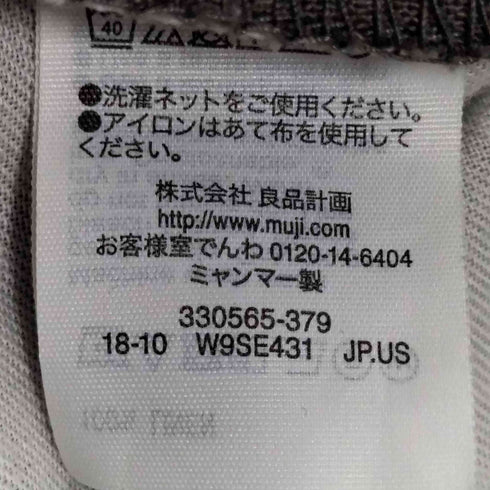 40
●洗濯ネットをご使用ください。
●アイロンはあて布を使用して
ください。
株式会社 良品計画
http://www.muji.com
お客様室でんわ 0120-14-6404
ミャンマー製
330565-379
18-10 W9SE431 JP.US